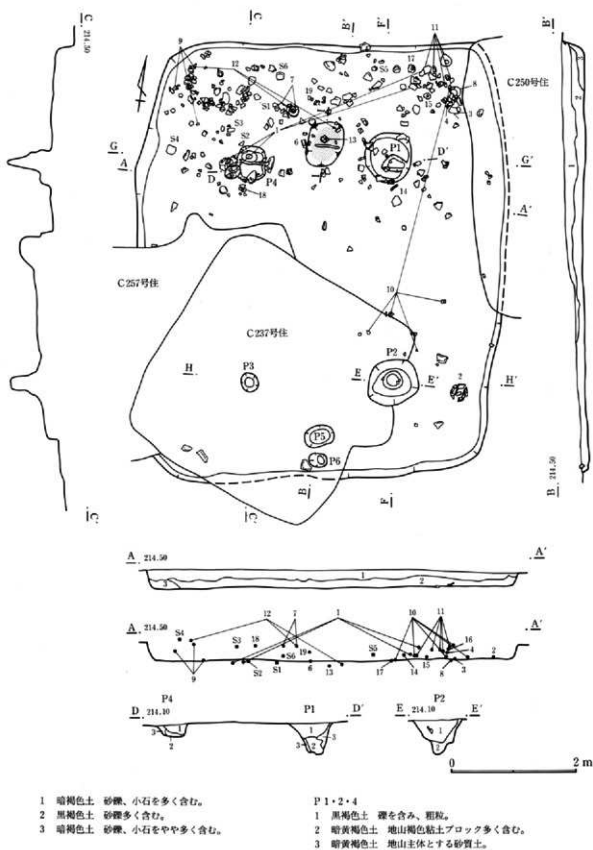 C 214.50
C
B'
F'
B'
9
12
S6
S5
17
11
7
19
S1
8
15
3
C250号住
S3
S4
S2
1
6
13
P1
G
A
D
P4
18
14
D'
G'
A'
C257号住
C237号住
10
H
P3
P2
E
E'
2
H'
P5
P6
B
F
C'
C'
B 214.50
A 214.50
A'
1
2
3
A 214.50
A'
S4
12
7
1
10
11
S3
18
S6
19
S5
16
4
9
S2
S1
6
13
17
14
15
8
3
2
P4
P1
P2
D 214.10
D'
E 214.10
E'
0
2 m
1 暗褐色土 砂礫、小石を多く含む。
2 黒褐色土 砂礫多く含む。
3 暗褐色土 砂礫、小石をやや多く含む。
P 1・2・4
1 黒褐色土 礫を含み、粗粒。
2 暗黄褐色土 地山褐色粘土ブロック多く含む。
3 暗黄褐色土 地山主体とする砂質土。